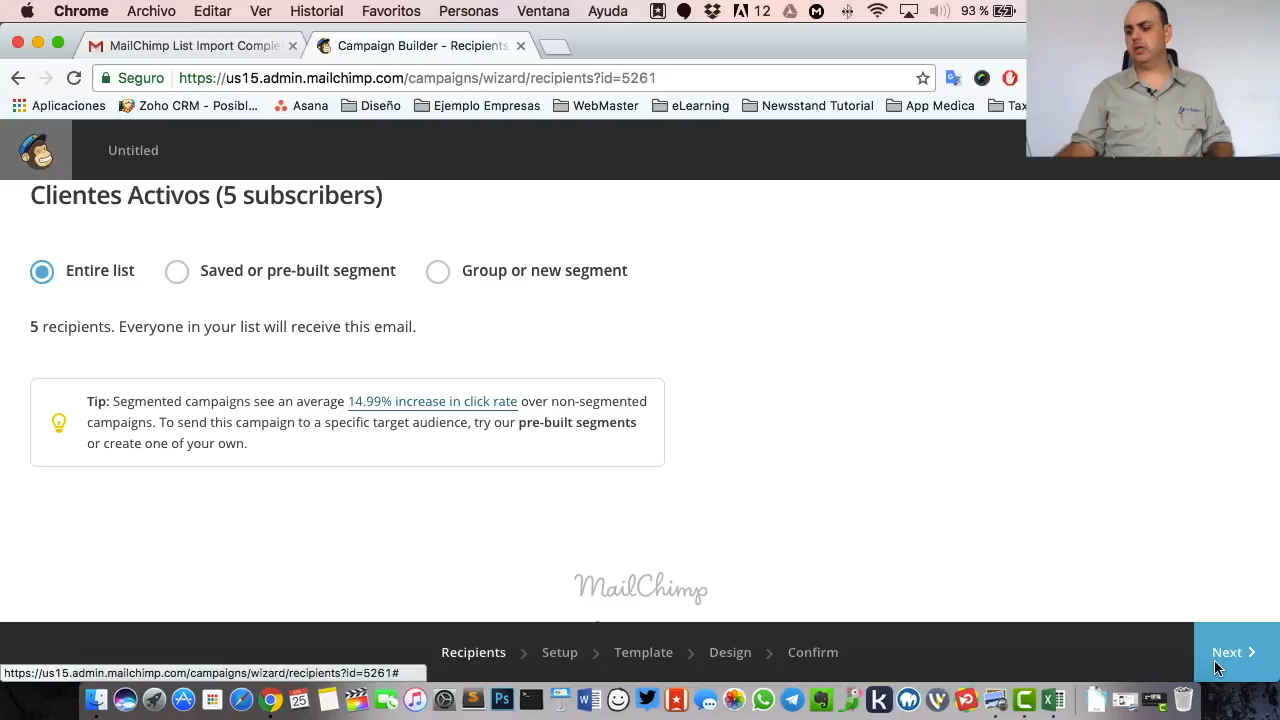 Chrome Archivo Editar Ver Historial Favoritos Personas Ventana Ayuda 12 93 %
MailChimp List Import Comple
Campaign Builder - Recipients
Seguro https://us15.admin.mailchimp.com/campaigns/wizard/recipients?id=5261
Aplicaciones Zoho CRM - Posibl... Asana Diseño Ejemplo Empresas WebMaster eLearning Newsstand Tutorial App Medica Tax
Untitled
Clientes Activos (5 subscribers)
Entire list Saved or pre-built segment Group or new segment
5 recipients. Everyone in your list will receive this email.
Tip: Segmented campaigns see an average 14.99% increase in click rate over non-segmented
campaigns. To send this campaign to a specific target audience, try our pre-built segments
or create one of your own.
MailChimp
Recipients > Setup > Template > Design > Confirm
Next >
https://us15.admin.mailchimp.com/campaigns/wizard/recipients?id=5261#